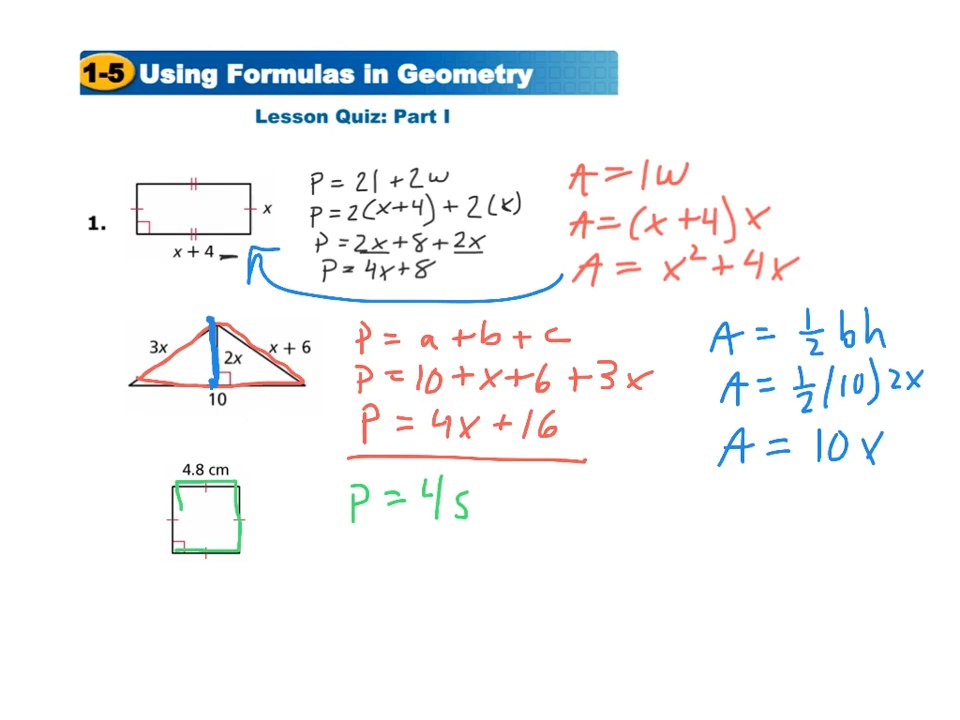 1-5 Using Formulas in Geometry
Lesson Quiz: Part I
1.
x
x + 4
P = 2l + 2w
P = 2(x+4) + 2(x)
P = 2x + 8 + 2x
P = 4x + 8
A = lw
A = (x + 4) x
A = x² + 4x
3x
2x
x + 6
10
P = a + b + c
P = 10 + x + 6 + 3x
P = 4x + 16
A = 1/2 bh
A = 1/2 (10) 2x
A = 10x
4.8 cm
P = 4s